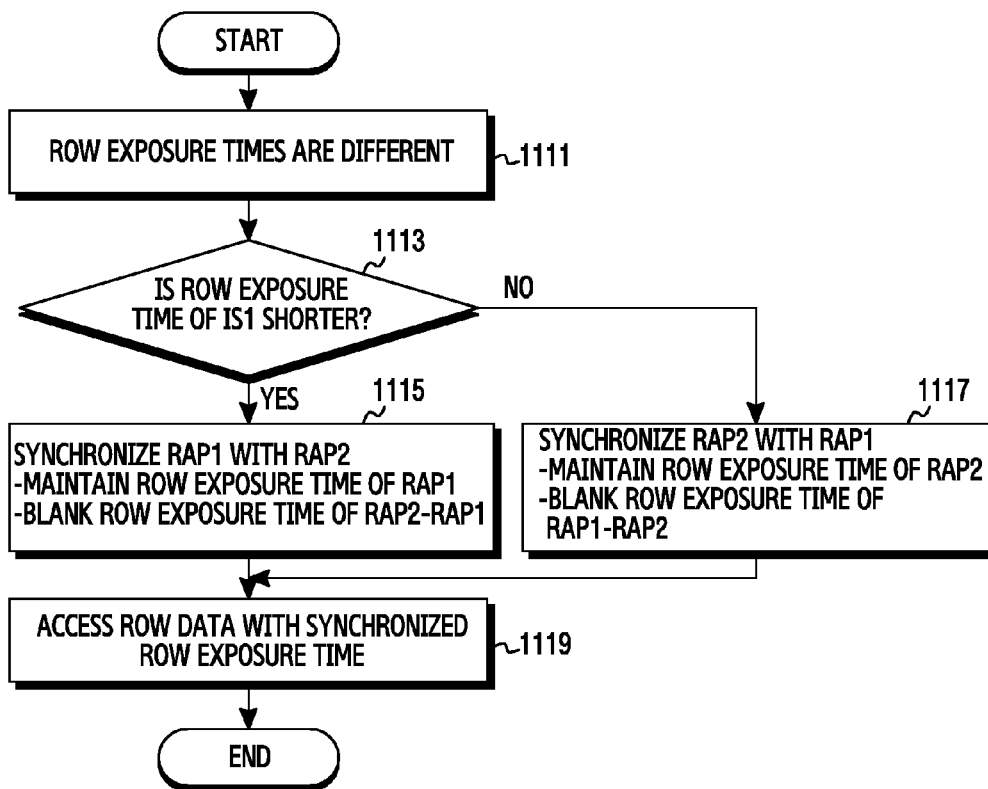 START
ROW EXPOSURE TIMES ARE DIFFERENT
1111
1113
IS ROW EXPOSURE
TIME OF IS1 SHORTER?
NO
YES
1115
SYNCHRONIZE RAP1 WITH RAP2
-MAINTAIN ROW EXPOSURE TIME OF RAP1
-BLANK ROW EXPOSURE TIME OF RAP2-RAP1
1117
SYNCHRONIZE RAP2 WITH RAP1
-MAINTAIN ROW EXPOSURE TIME OF RAP2
-BLANK ROW EXPOSURE TIME OF
RAP1-RAP2
ACCESS ROW DATA WITH SYNCHRONIZED
ROW EXPOSURE TIME
1119
END